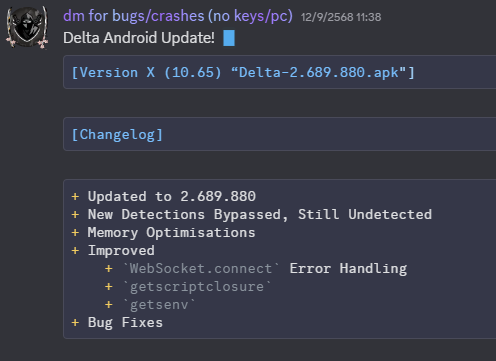 dm for bugs/crashes (no keys/pc) 12/9/2568 11:38
Delta Android Update!
[Version X (10.65) “Delta-2.689.880.apk"]
[Changelog]
+ Updated to 2.689.880
+ New Detections Bypassed, Still Undetected
+ Memory Optimisations
+ Improved
+ `WebSocket.connect` Error Handling
+ `getscriptclosure`
+ `getsenv`
+ Bug Fixes